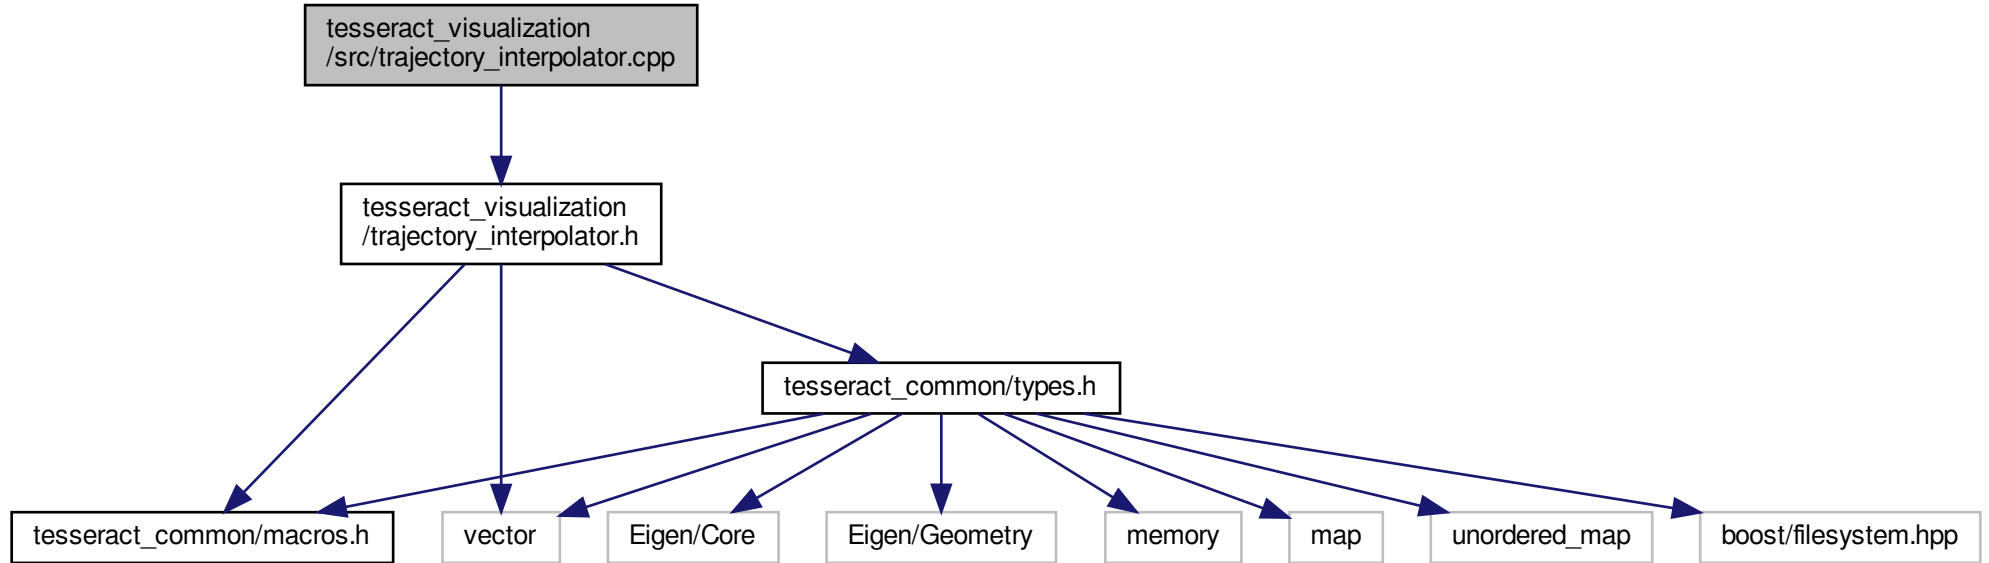 tesseract_visualization
/src/trajectory_interpolator.cpp
tesseract_visualization
/trajectory_interpolator.h
tesseract_common/types.h
tesseract_common/macros.h
vector
Eigen/Core
Eigen/Geometry
memory
map
unordered_map
boost/filesystem.hpp